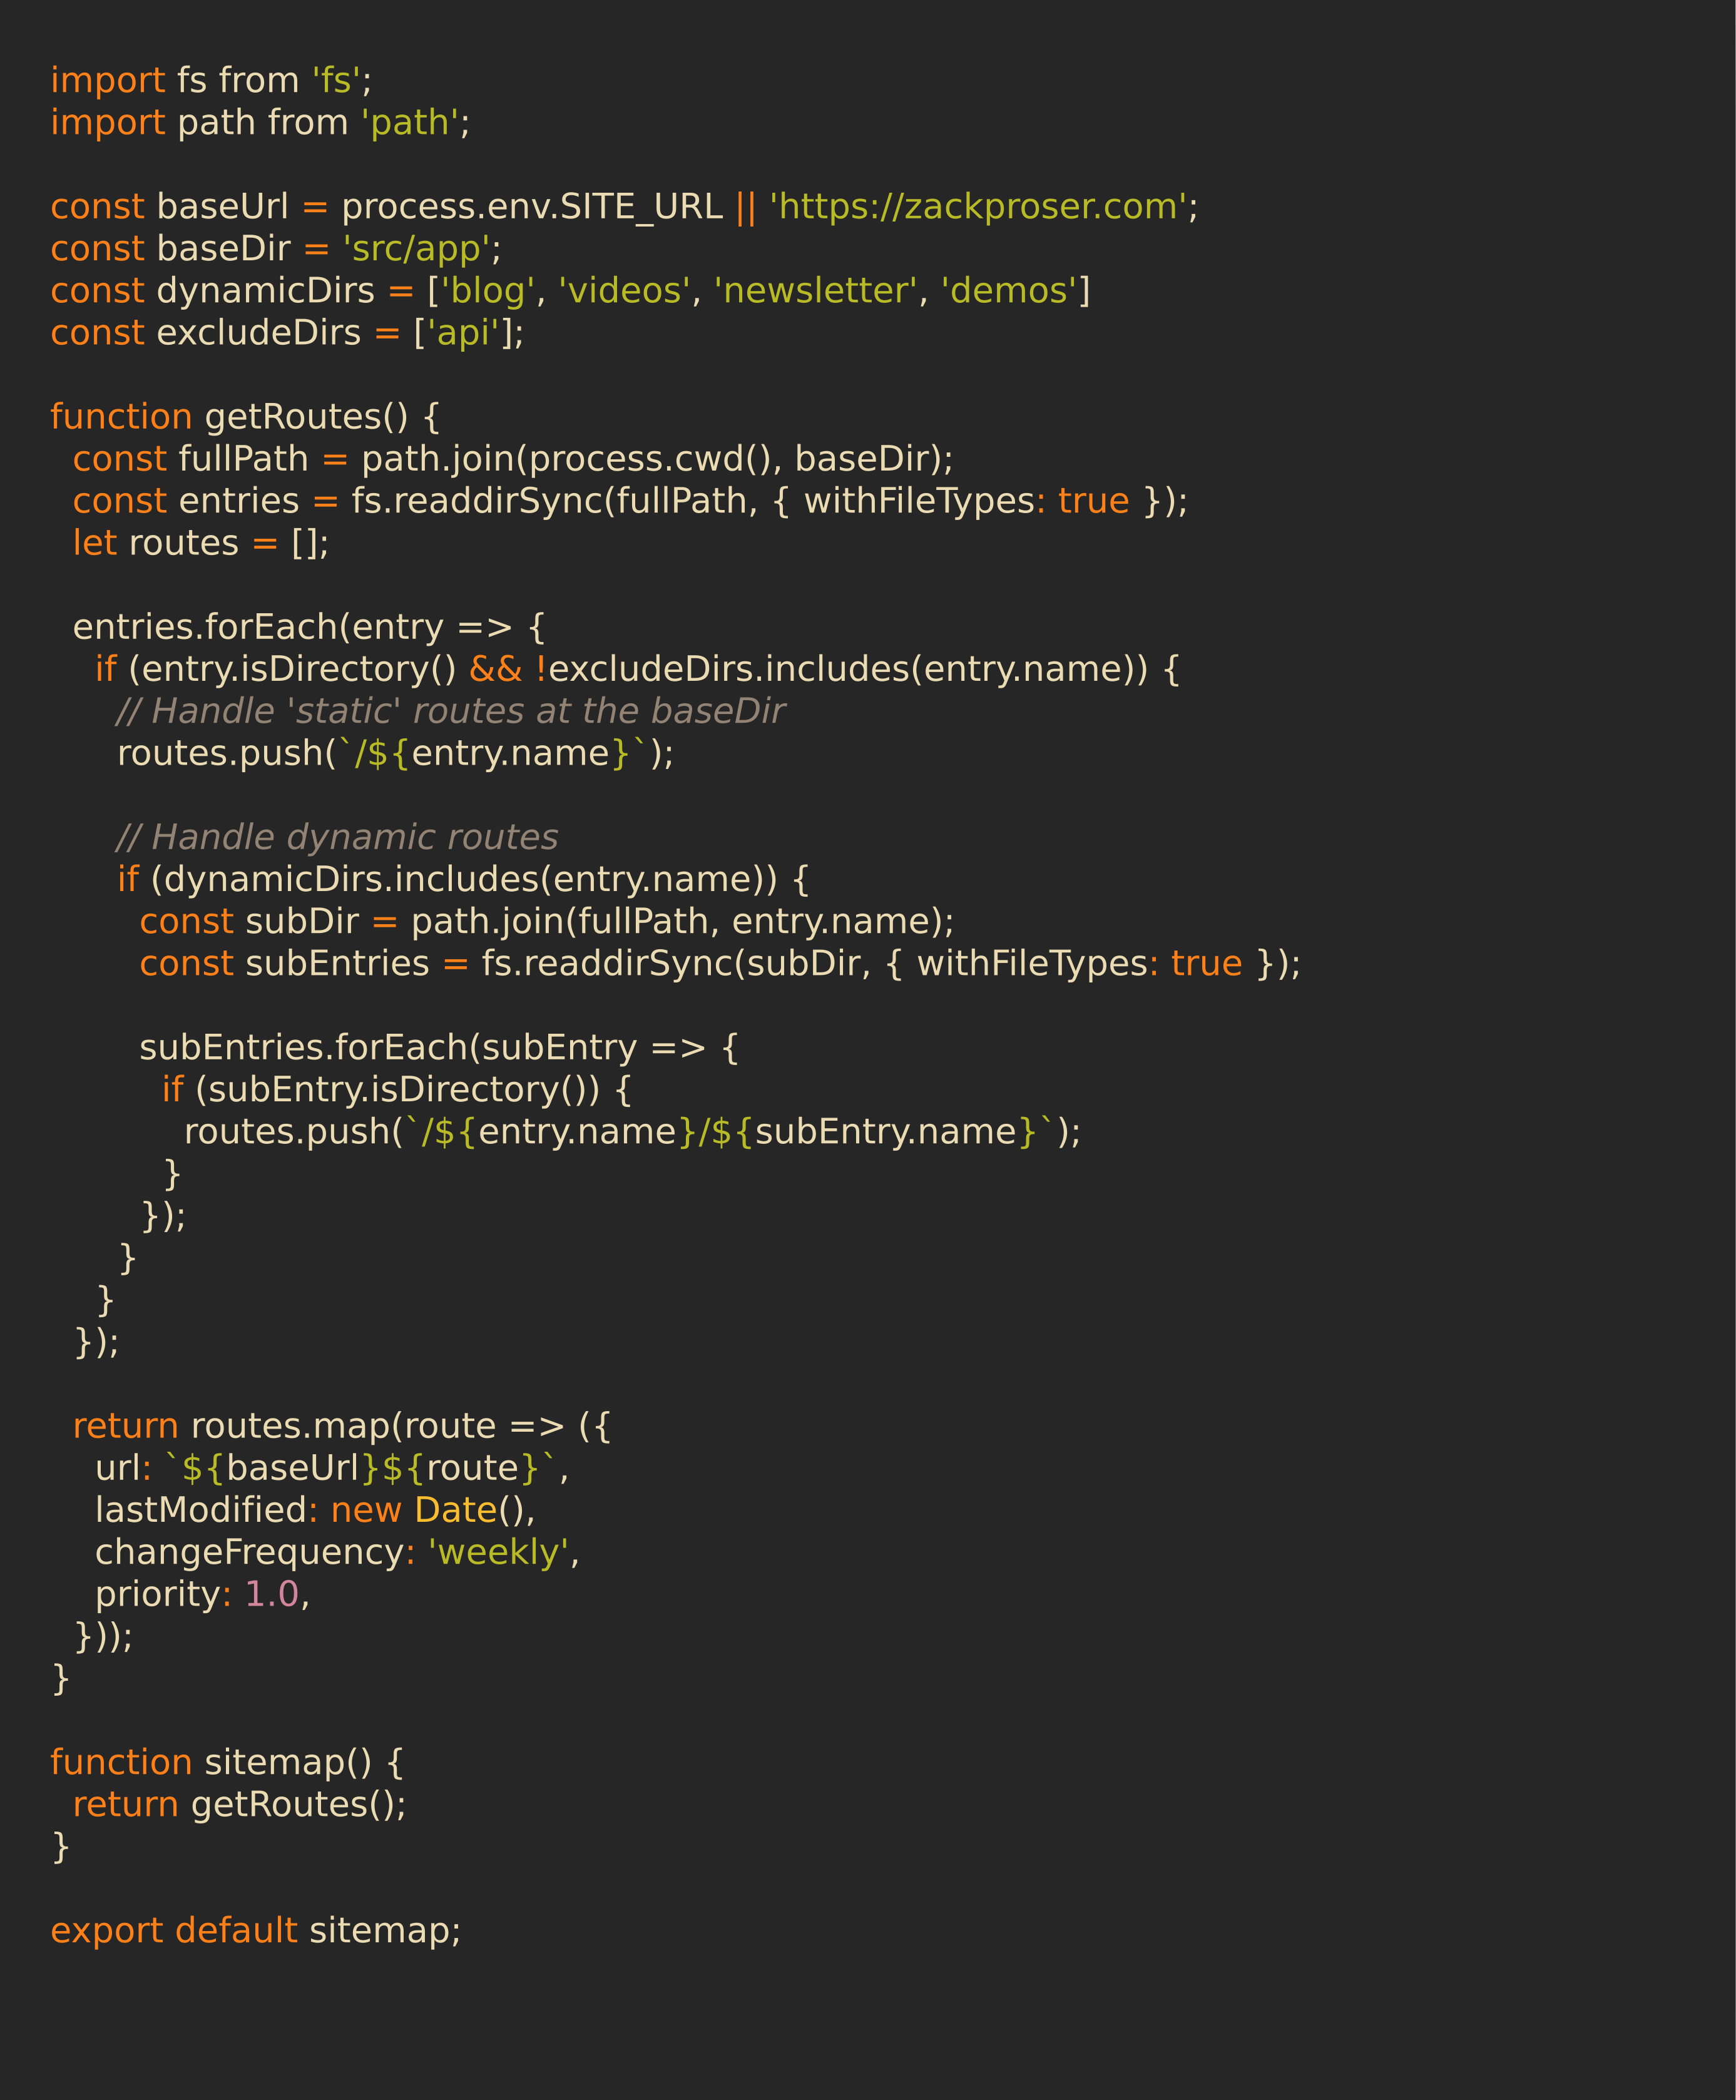 import fs from 'fs';
import path from 'path';

const baseUrl = process.env.SITE_URL || 'https://zackproser.com';
const baseDir = 'src/app';
const dynamicDirs = ['blog', 'videos', 'newsletter', 'demos']
const excludeDirs = ['api'];

function getRoutes() {
  const fullPath = path.join(process.cwd(), baseDir);
  const entries = fs.readdirSync(fullPath, { withFileTypes: true });
  let routes = [];

  entries.forEach(entry => {
    if (entry.isDirectory() && !excludeDirs.includes(entry.name)) {
      // Handle 'static' routes at the baseDir
      routes.push(`/${entry.name}`);

      // Handle dynamic routes
      if (dynamicDirs.includes(entry.name)) {
        const subDir = path.join(fullPath, entry.name);
        const subEntries = fs.readdirSync(subDir, { withFileTypes: true });

        subEntries.forEach(subEntry => {
          if (subEntry.isDirectory()) {
            routes.push(`/${entry.name}/${subEntry.name}`);
          }
        });
      }
    }
  });

  return routes.map(route => ({
    url: `${baseUrl}${route}`,
    lastModified: new Date(),
    changeFrequency: 'weekly',
    priority: 1.0,
  }));
}

function sitemap() {
  return getRoutes();
}

export default sitemap;